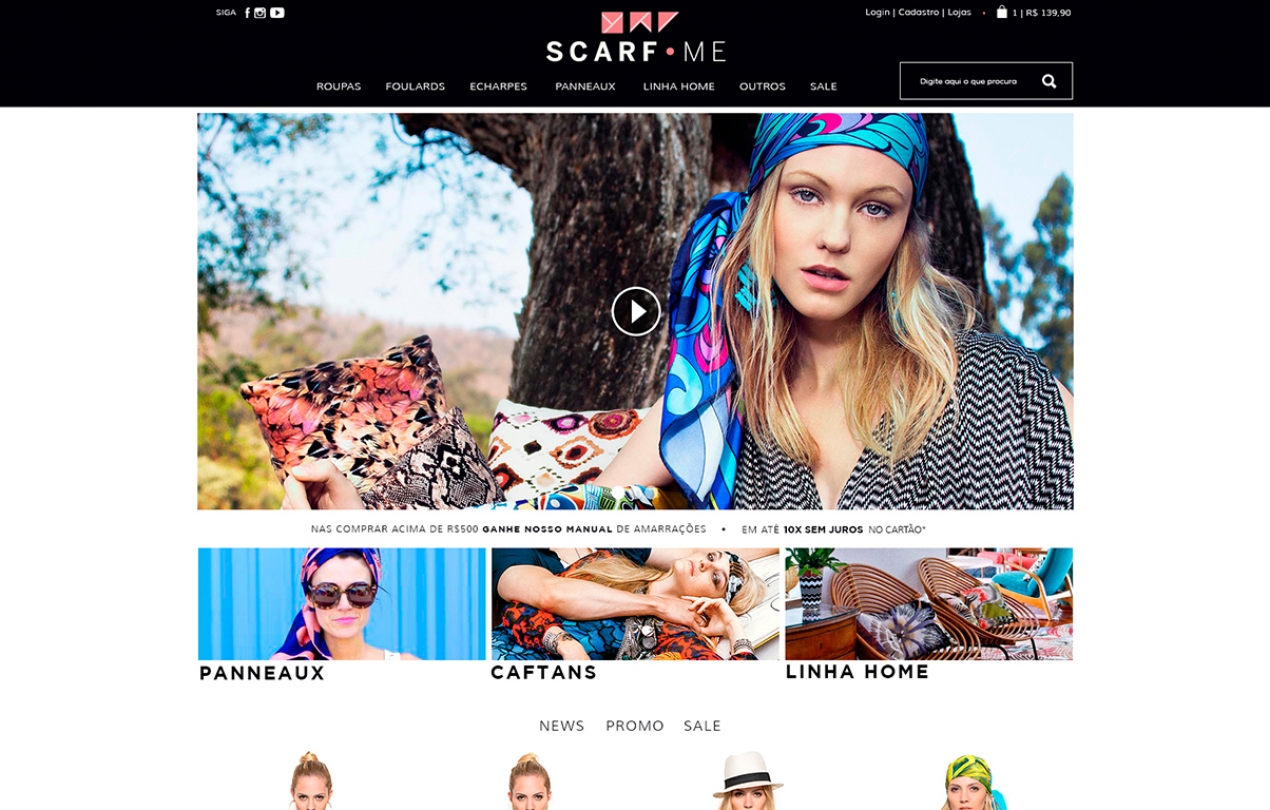 SIGA
Login | Cadastro | Lojas • 1 | R$ 139,90
SCARF•ME
ROUPAS FOULARDS ECHARPES PANNEAUX LINHA HOME OUTROS SALE
Digite aqui o que procura
NAS COMPRAR ACIMA DE R$500 GANHE NOSSO MANUAL DE AMARRAÇÕES • EM ATÉ 10X SEM JUROS NO CARTÃO*
PANNEAUX
CAFTANS
LINHA HOME
NEWS PROMO SALE